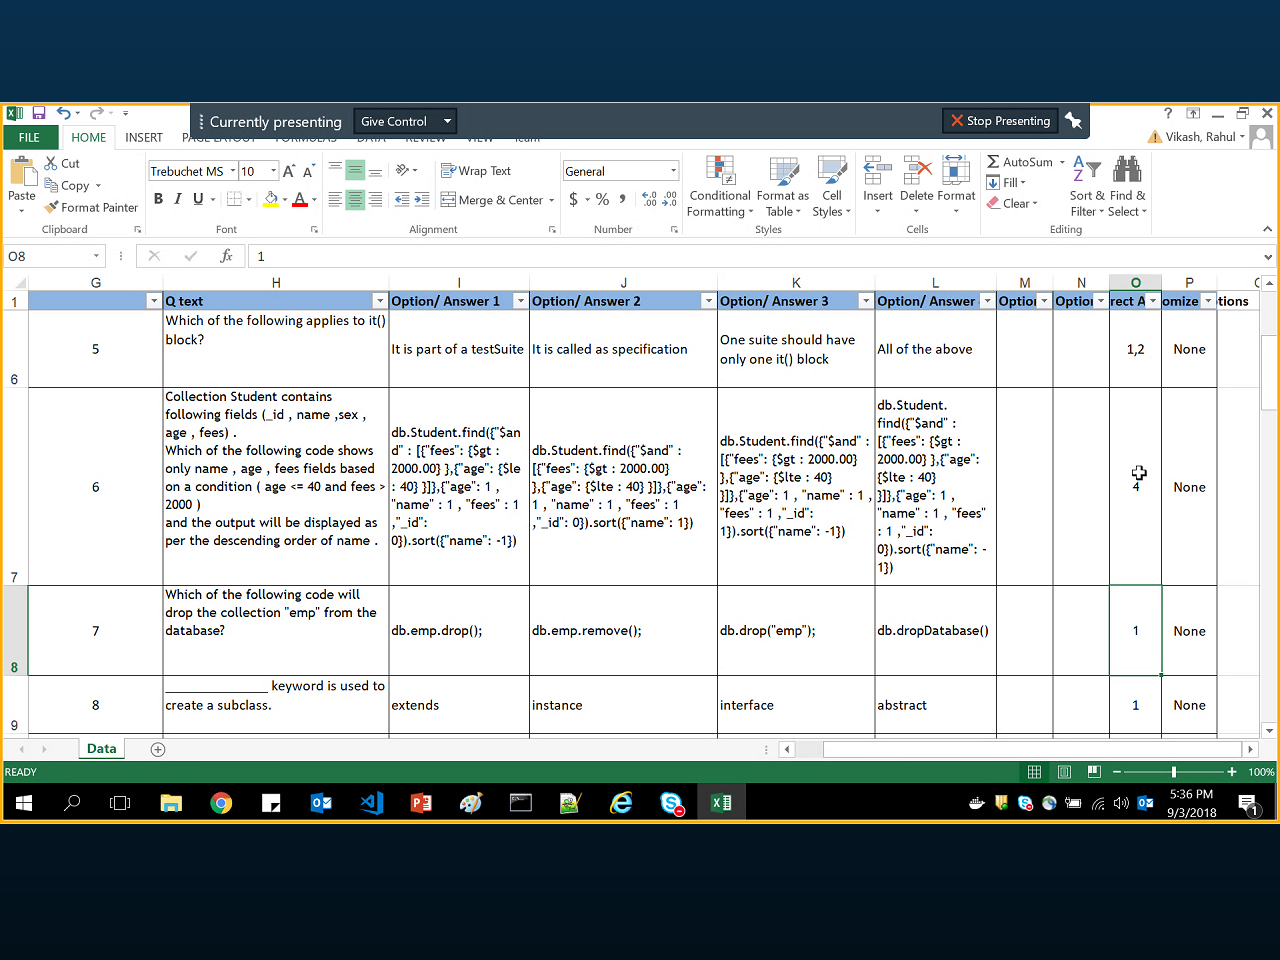 Currently presenting
Give Control
Stop Presenting
FILE
HOME
INSERT
Vikash, Rahul
Cut
Copy
Format Painter
Paste
Clipboard
Trebuchet MS
10
B I U
Font
Wrap Text
Merge & Center
Alignment
General
$ % ,
Number
Conditional Formatting
Format as Table
Cell Styles
Styles
Insert
Delete
Format
Cells
AutoSum
Fill
Clear
Sort & Filter
Find & Select
Editing
O8
fx
1
G H I J K L M N O P
1
Q text
Option/ Answer 1
Option/ Answer 2
Option/ Answer 3
Option/ Answer
rect A
omize
tions
6
5
Which of the following applies to it()
block?
It is part of a testSuite
It is called as specification
One suite should have
only one it() block
All of the above
1,2
None
7
6
Collection Student contains
following fields (_id , name ,sex ,
age , fees) .
Which of the following code shows
only name , age , fees fields based
on a condition ( age <= 40 and fees >
2000 )
and the output will be displayed as
per the descending order of name .
db.Student.find({"$an
d" : [{"fees": {$gt :
2000.00} },{"age": {$lte
: 40} }]},{"age": 1 ,
"name" : 1 , "fees" : 1
,"_id":
0}).sort({"name": -1})
db.Student.find({"$and" :
[{"fees": {$gt : 2000.00}
},{"age": {$lte : 40} }]},{"age":
1 , "name" : 1 , "fees" : 1
,"_id": 0}).sort({"name": 1})
db.Student.find({"$and" :
[{"fees": {$gt : 2000.00}
},{"age": {$lte : 40}
}]},{"age": 1 , "name" : 1 ,
"fees" : 1 ,"_id":
1}).sort({"name": -1})
db.Student.
find({"$and" :
[{"fees": {$gt :
2000.00} },{"age":
{$lte : 40}
}]},{"age": 1 ,
"name" : 1 , "fees"
: 1 ,"_id":
0}).sort({"name": -
1})
4
None
8
7
Which of the following code will
drop the collection "emp" from the
database?
db.emp.drop();
db.emp.remove();
db.drop("emp");
db.dropDatabase()
1
None
9
8
______________ keyword is used to
create a subclass.
extends
instance
interface
abstract
1
None
Data
READY
100%
5:36 PM
9/3/2018
1